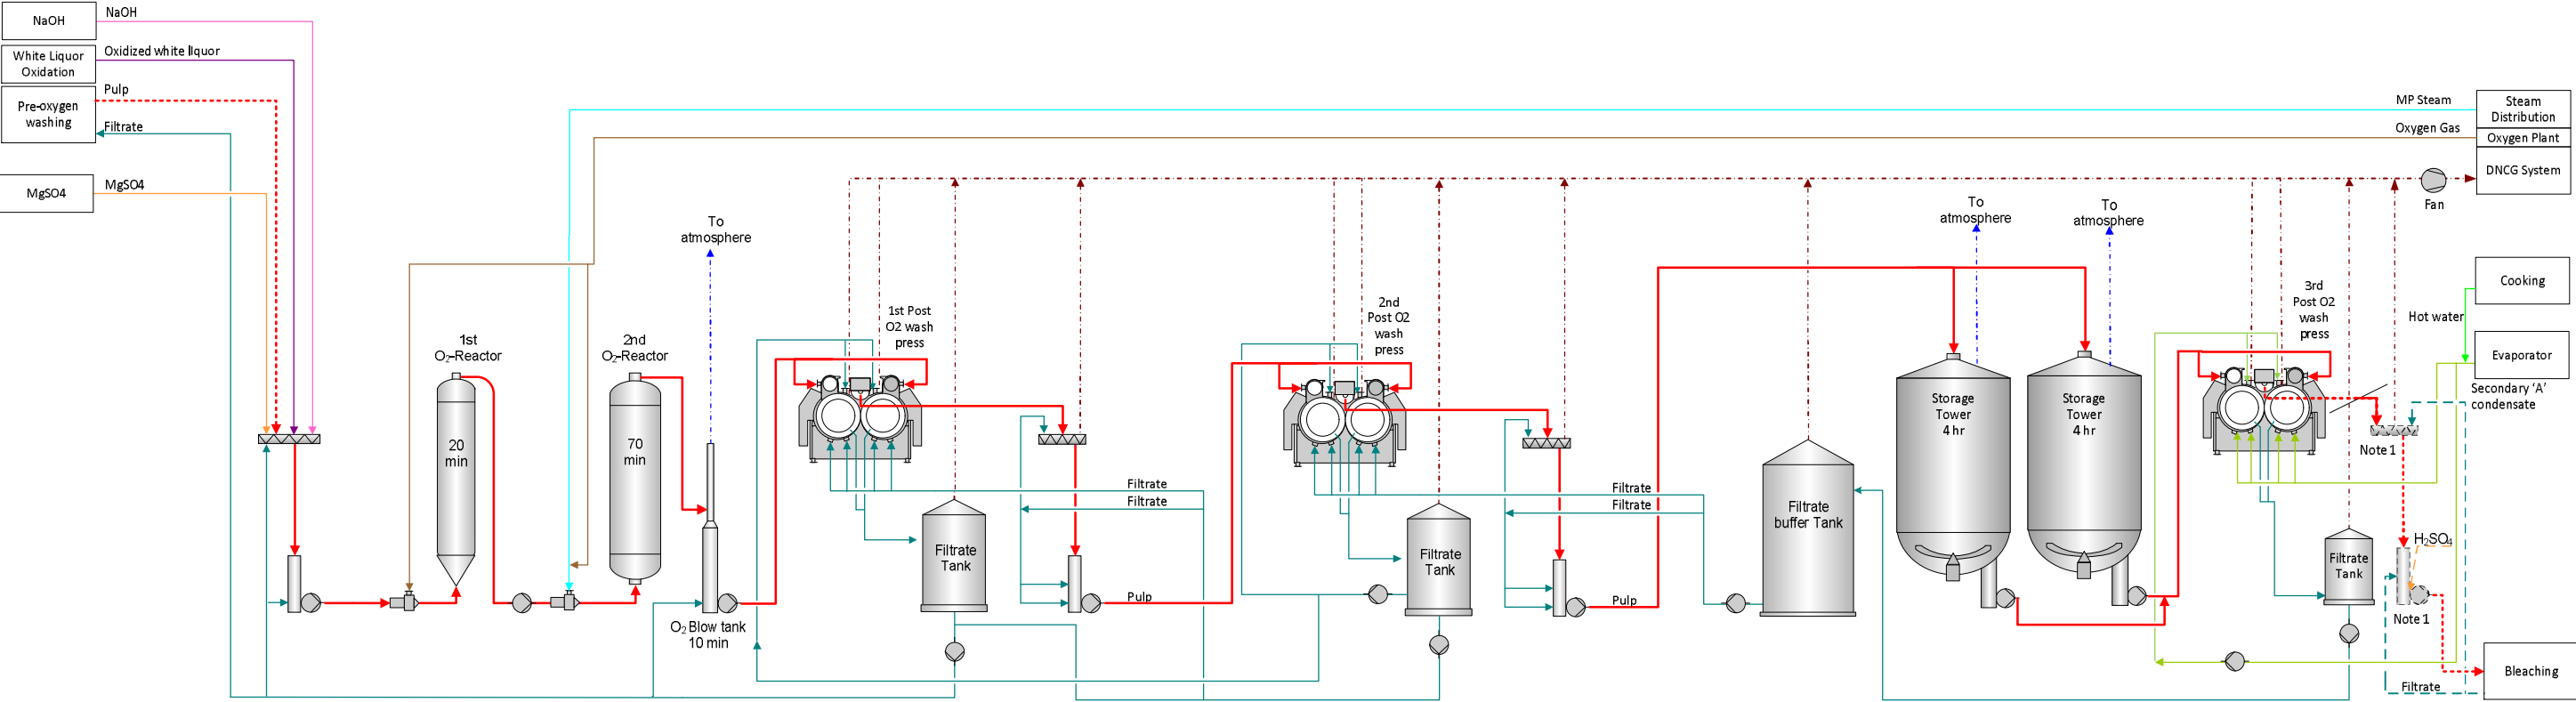 NaOH
NaOH
White Liquor
Oxidation
Oxidized white liquor
Pre-oxygen
washing
Pulp
Filtrate
MgSO4
MgSO4
MP Steam
Steam
Distribution
Oxygen Gas
Oxygen Plant
DNCG System
Fan
To
atmosphere
To
atmosphere
To
atmosphere
Cooking
Hot water
Evaporator
Secondary ‘A’
condensate
1st
O2-Reactor
20
min
2nd
O2-Reactor
70
min
O2 Blow tank
10 min
1st Post
O2 wash
press
Filtrate
Filtrate
Filtrate
Tank
Pulp
2nd
Post O2
wash
press
Filtrate
Filtrate
Filtrate
Tank
Pulp
Filtrate
buffer Tank
Storage
Tower
4 hr
Storage
Tower
4 hr
3rd
Post O2
wash
press
Note 1
Filtrate
Tank
H2SO4
Note 1
Bleaching
Filtrate